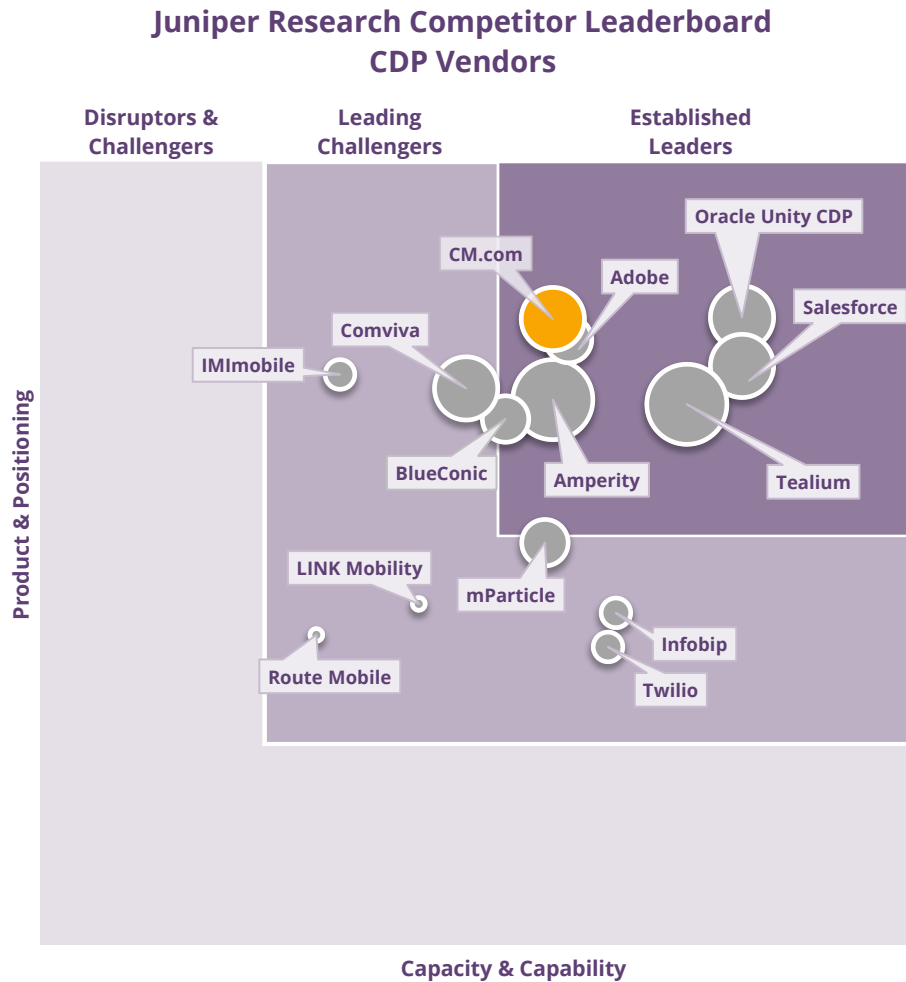 Juniper Research Competitor Leaderboard
CDP Vendors
Disruptors &
Challengers
Leading
Challengers
Established
Leaders
Oracle Unity CDP
CM.com
Adobe
Salesforce
Comviva
IMImobile
BlueConic
Amperity
Tealium
Product & Positioning
LINK Mobility
mParticle
Infobip
Route Mobile
Twilio
Capacity & Capability